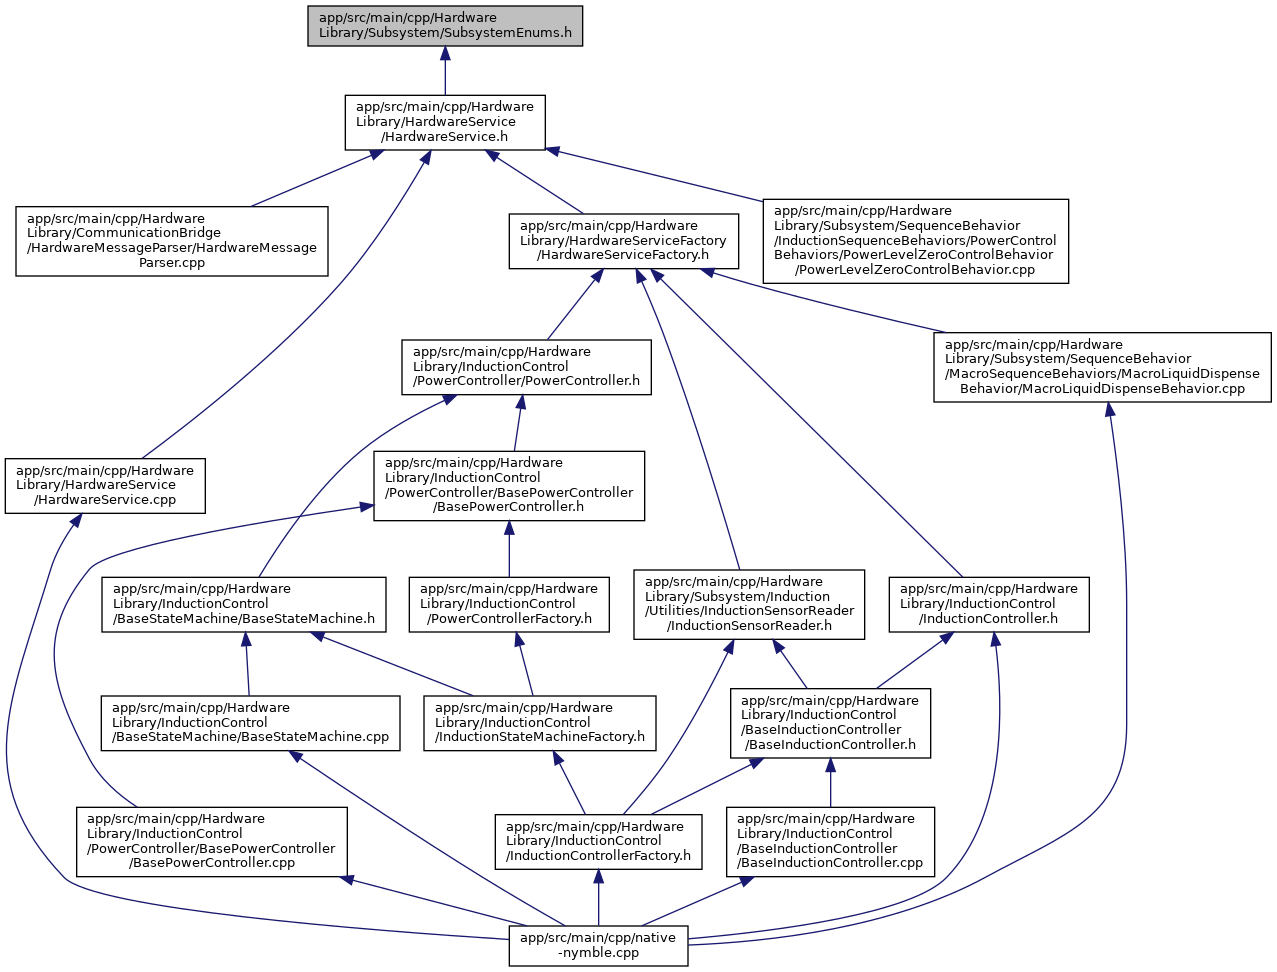 app/src/main/cpp/Hardware
Library/Subsystem/SubsystemEnums.h
app/src/main/cpp/Hardware
Library/HardwareService
/HardwareService.h
app/src/main/cpp/Hardware
Library/CommunicationBridge
/HardwareMessageParser/HardwareMessage
Parser.cpp
app/src/main/cpp/Hardware
Library/HardwareServiceFactory
/HardwareServiceFactory.h
app/src/main/cpp/Hardware
Library/Subsystem/SequenceBehavior
/InductionSequenceBehaviors/PowerControl
Behaviors/PowerLevelZeroControlBehavior
/PowerLevelZeroControlBehavior.cpp
app/src/main/cpp/Hardware
Library/InductionControl
/PowerController/PowerController.h
app/src/main/cpp/Hardware
Library/Subsystem/SequenceBehavior
/MacroSequenceBehaviors/MacroLiquidDispense
Behavior/MacroLiquidDispenseBehavior.cpp
app/src/main/cpp/Hardware
Library/HardwareService
/HardwareService.cpp
app/src/main/cpp/Hardware
Library/InductionControl
/PowerController/BasePowerController
/BasePowerController.h
app/src/main/cpp/Hardware
Library/InductionControl
/BaseStateMachine/BaseStateMachine.h
app/src/main/cpp/Hardware
Library/InductionControl
/PowerControllerFactory.h
app/src/main/cpp/Hardware
Library/Subsystem/Induction
/Utilities/InductionSensorReader
/InductionSensorReader.h
app/src/main/cpp/Hardware
Library/InductionControl
/InductionController.h
app/src/main/cpp/Hardware
Library/InductionControl
/BaseStateMachine/BaseStateMachine.cpp
app/src/main/cpp/Hardware
Library/InductionControl
/InductionStateMachineFactory.h
app/src/main/cpp/Hardware
Library/InductionControl
/BaseInductionController
/BaseInductionController.h
app/src/main/cpp/Hardware
Library/InductionControl
/PowerController/BasePowerController
/BasePowerController.cpp
app/src/main/cpp/Hardware
Library/InductionControl
/InductionControllerFactory.h
app/src/main/cpp/Hardware
Library/InductionControl
/BaseInductionController
/BaseInductionController.cpp
app/src/main/cpp/native
-nymble.cpp